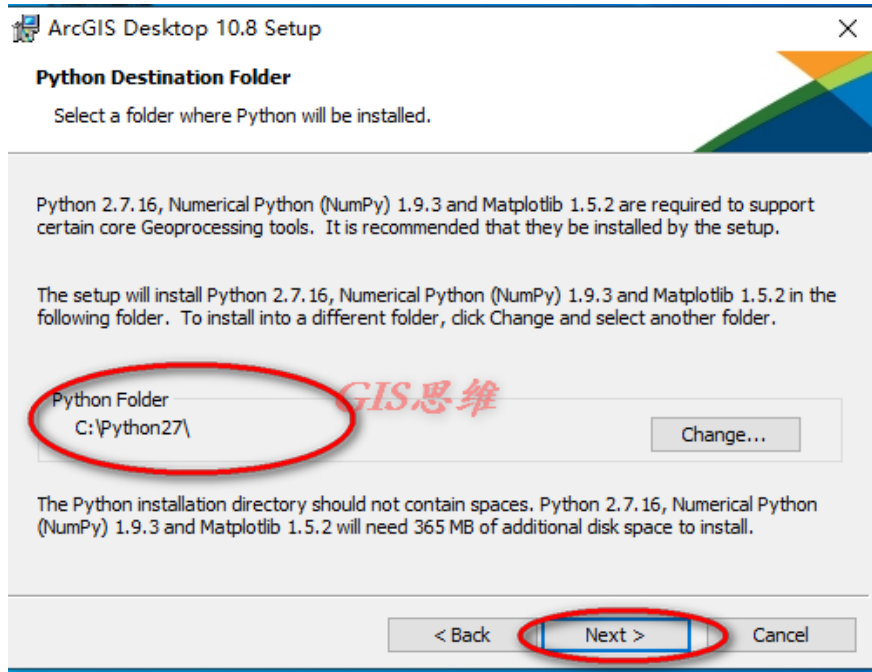 ArcGIS Desktop 10.8 Setup
Python Destination Folder
Select a folder where Python will be installed.
Python 2.7.16, Numerical Python (NumPy) 1.9.3 and Matplotlib 1.5.2 are required to support
certain core Geoprocessing tools.  It is recommended that they be installed by the setup.
The setup will install Python 2.7.16, Numerical Python (NumPy) 1.9.3 and Matplotlib 1.5.2 in the
following folder.  To install into a different folder, click Change and select another folder.
GIS思维
Python Folder
C:\Python27\
Change...
The Python installation directory should not contain spaces. Python 2.7.16, Numerical Python
(NumPy) 1.9.3 and Matplotlib 1.5.2 will need 365 MB of additional disk space to install.
< Back Next > Cancel